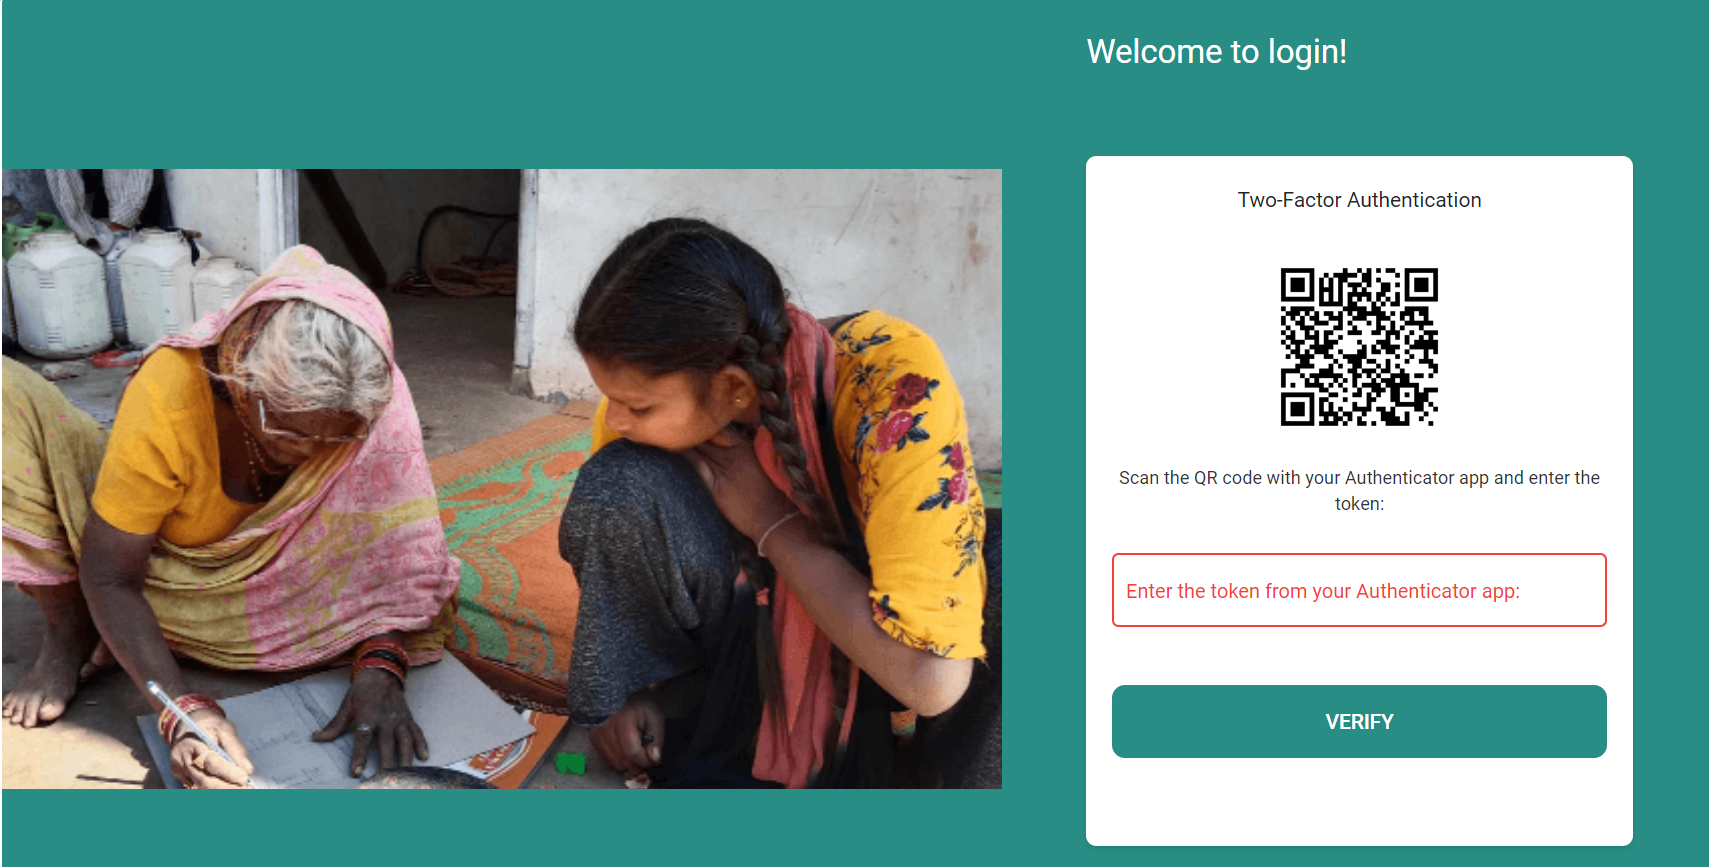 Welcome to login!
Two-Factor Authentication
Scan the QR code with your Authenticator app and enter the
token:
Enter the token from your Authenticator app:
VERIFY